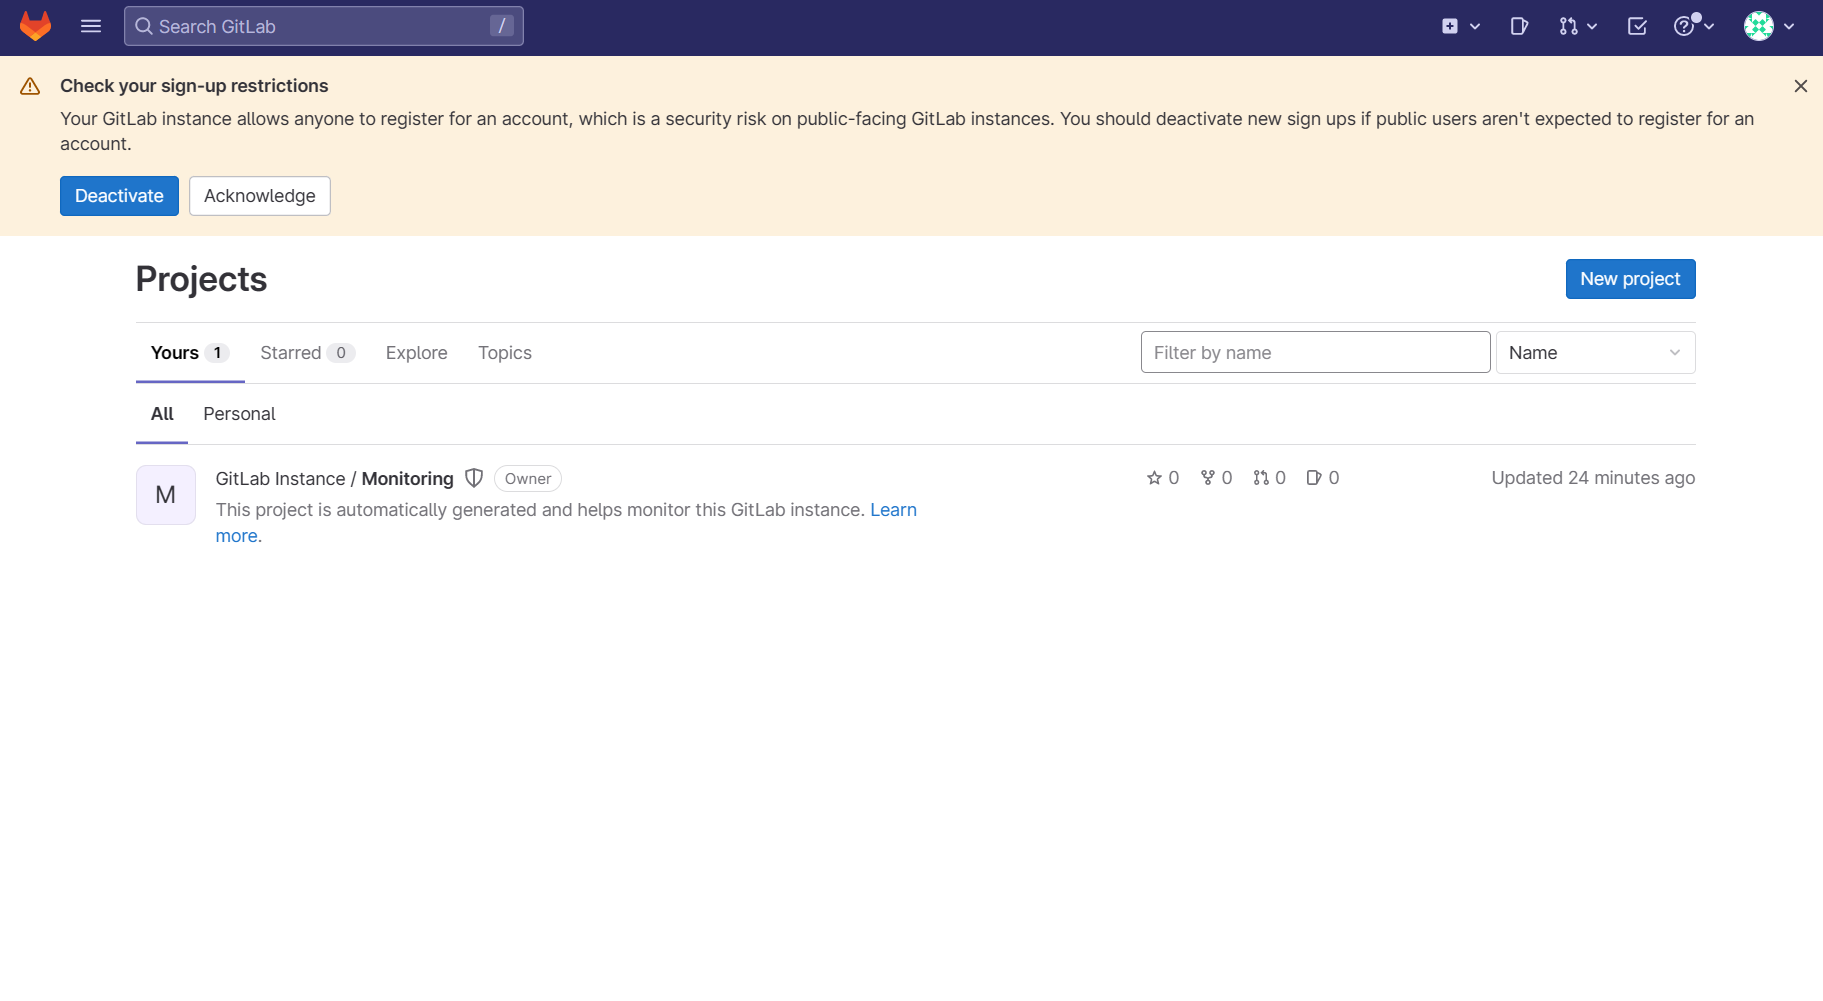 Search GitLab /
Check your sign-up restrictions
Your GitLab instance allows anyone to register for an account, which is a security risk on public-facing GitLab instances. You should deactivate new sign ups if public users aren't expected to register for an
account.
Deactivate Acknowledge
Projects New project
Yours 1 Starred 0 Explore Topics Filter by name Name
All Personal
M GitLab Instance / Monitoring Owner 0 0 0 0 Updated 24 minutes ago
This project is automatically generated and helps monitor this GitLab instance. Learn
more.